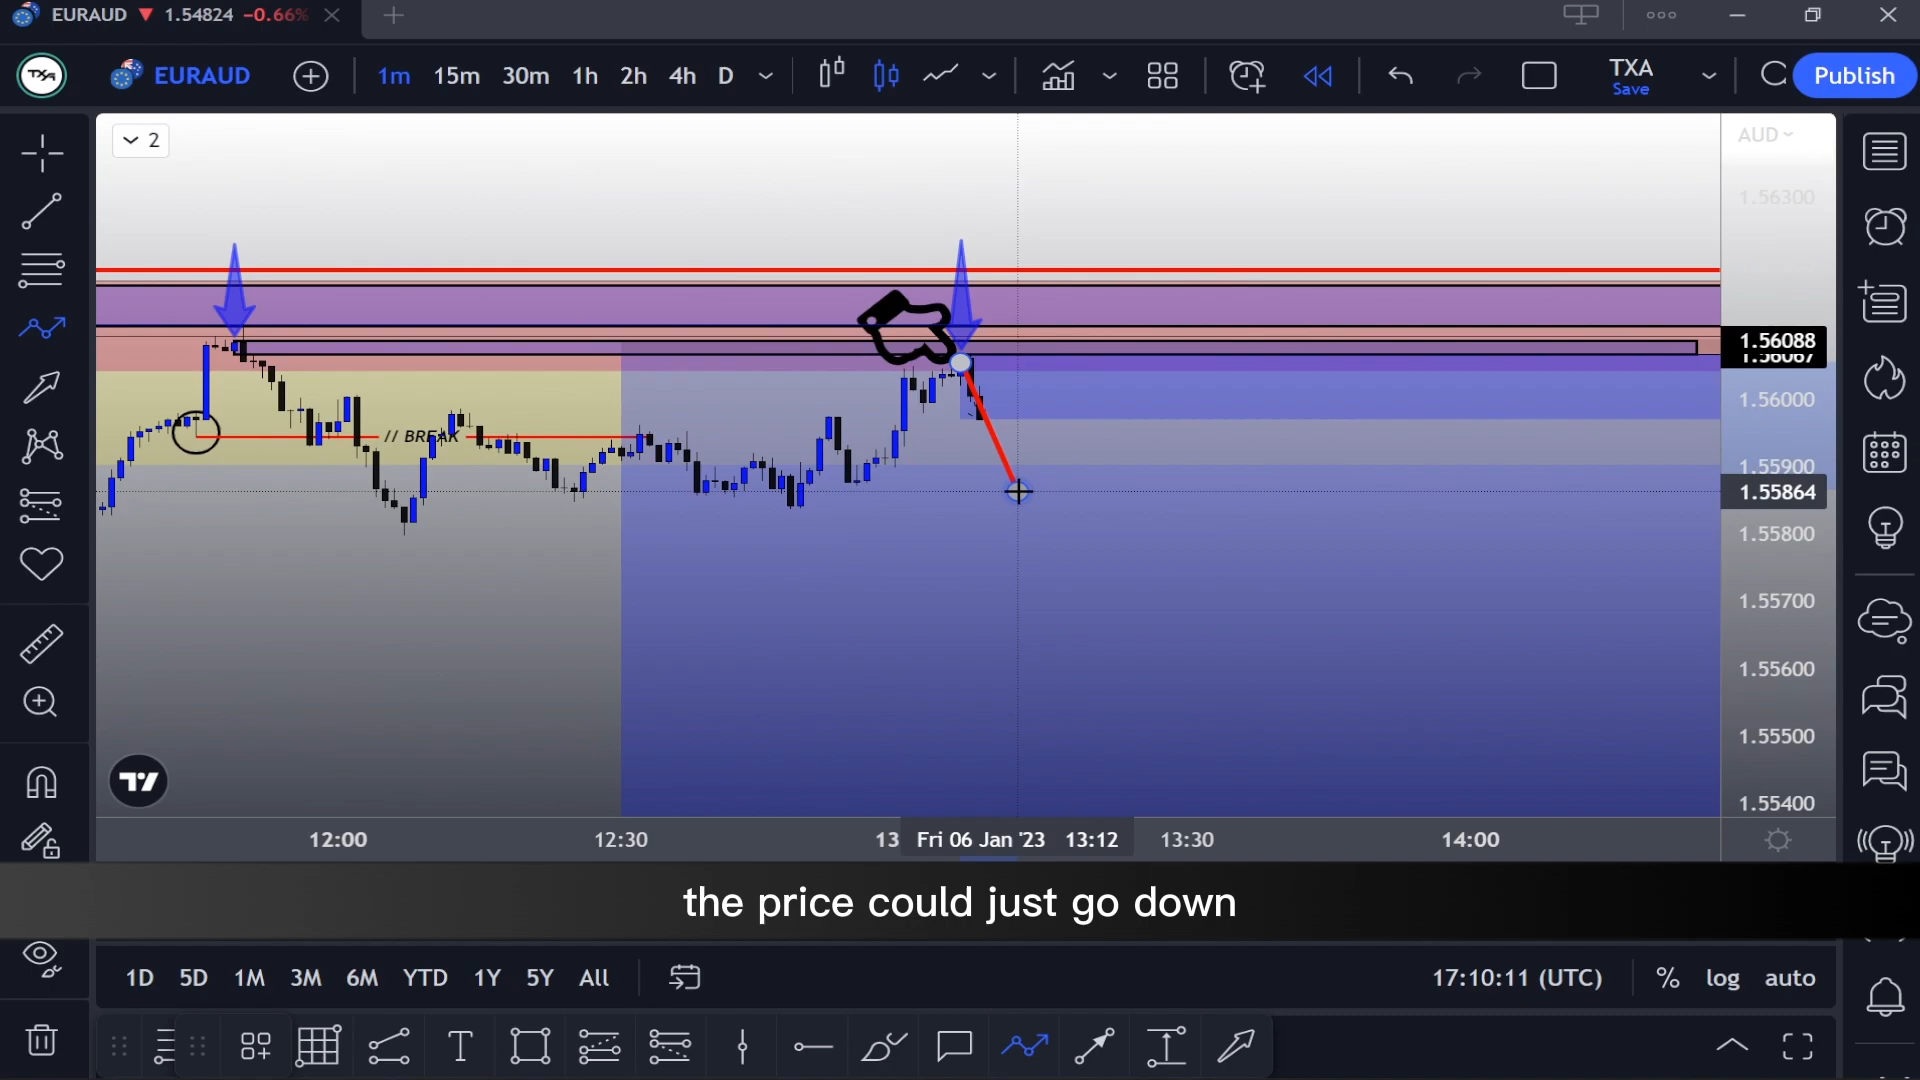 EURAUD ▼ 1.54824 −0.66%
TXA EURAUD 1m 15m 30m 1h 2h 4h D TXA Save Publish
2
AUD
1.56300
1.56088
1.56067
1.56000
// BREAK
1.55900
1.55864
1.55800
1.55700
1.55600
1.55500
1.55400
12:00 12:30 13 Fri 06 Jan '23 13:12 13:30 14:00
the price could just go down
1D 5D 1M 3M 6M YTD 1Y 5Y All 17:10:11 (UTC) % log auto